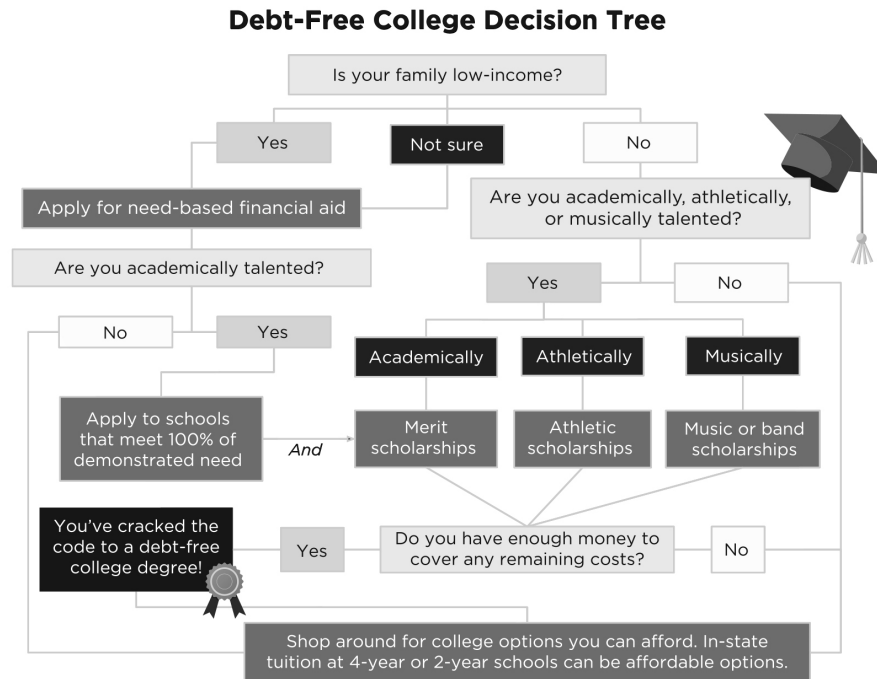 Debt-Free College Decision Tree
Is your family low-income?
Yes
Not sure
No
Apply for need-based financial aid
Are you academically, athletically,
or musically talented?
Are you academically talented?
Yes
No
No
Yes
Academically
Athletically
Musically
Apply to schools
that meet 100% of
demonstrated need
And
Merit
scholarships
Athletic
scholarships
Music or band
scholarships
You've cracked the
code to a debt-free
college degree!
Yes
Do you have enough money to
cover any remaining costs?
No
Shop around for college options you can afford. In-state
tuition at 4-year or 2-year schools can be affordable options.